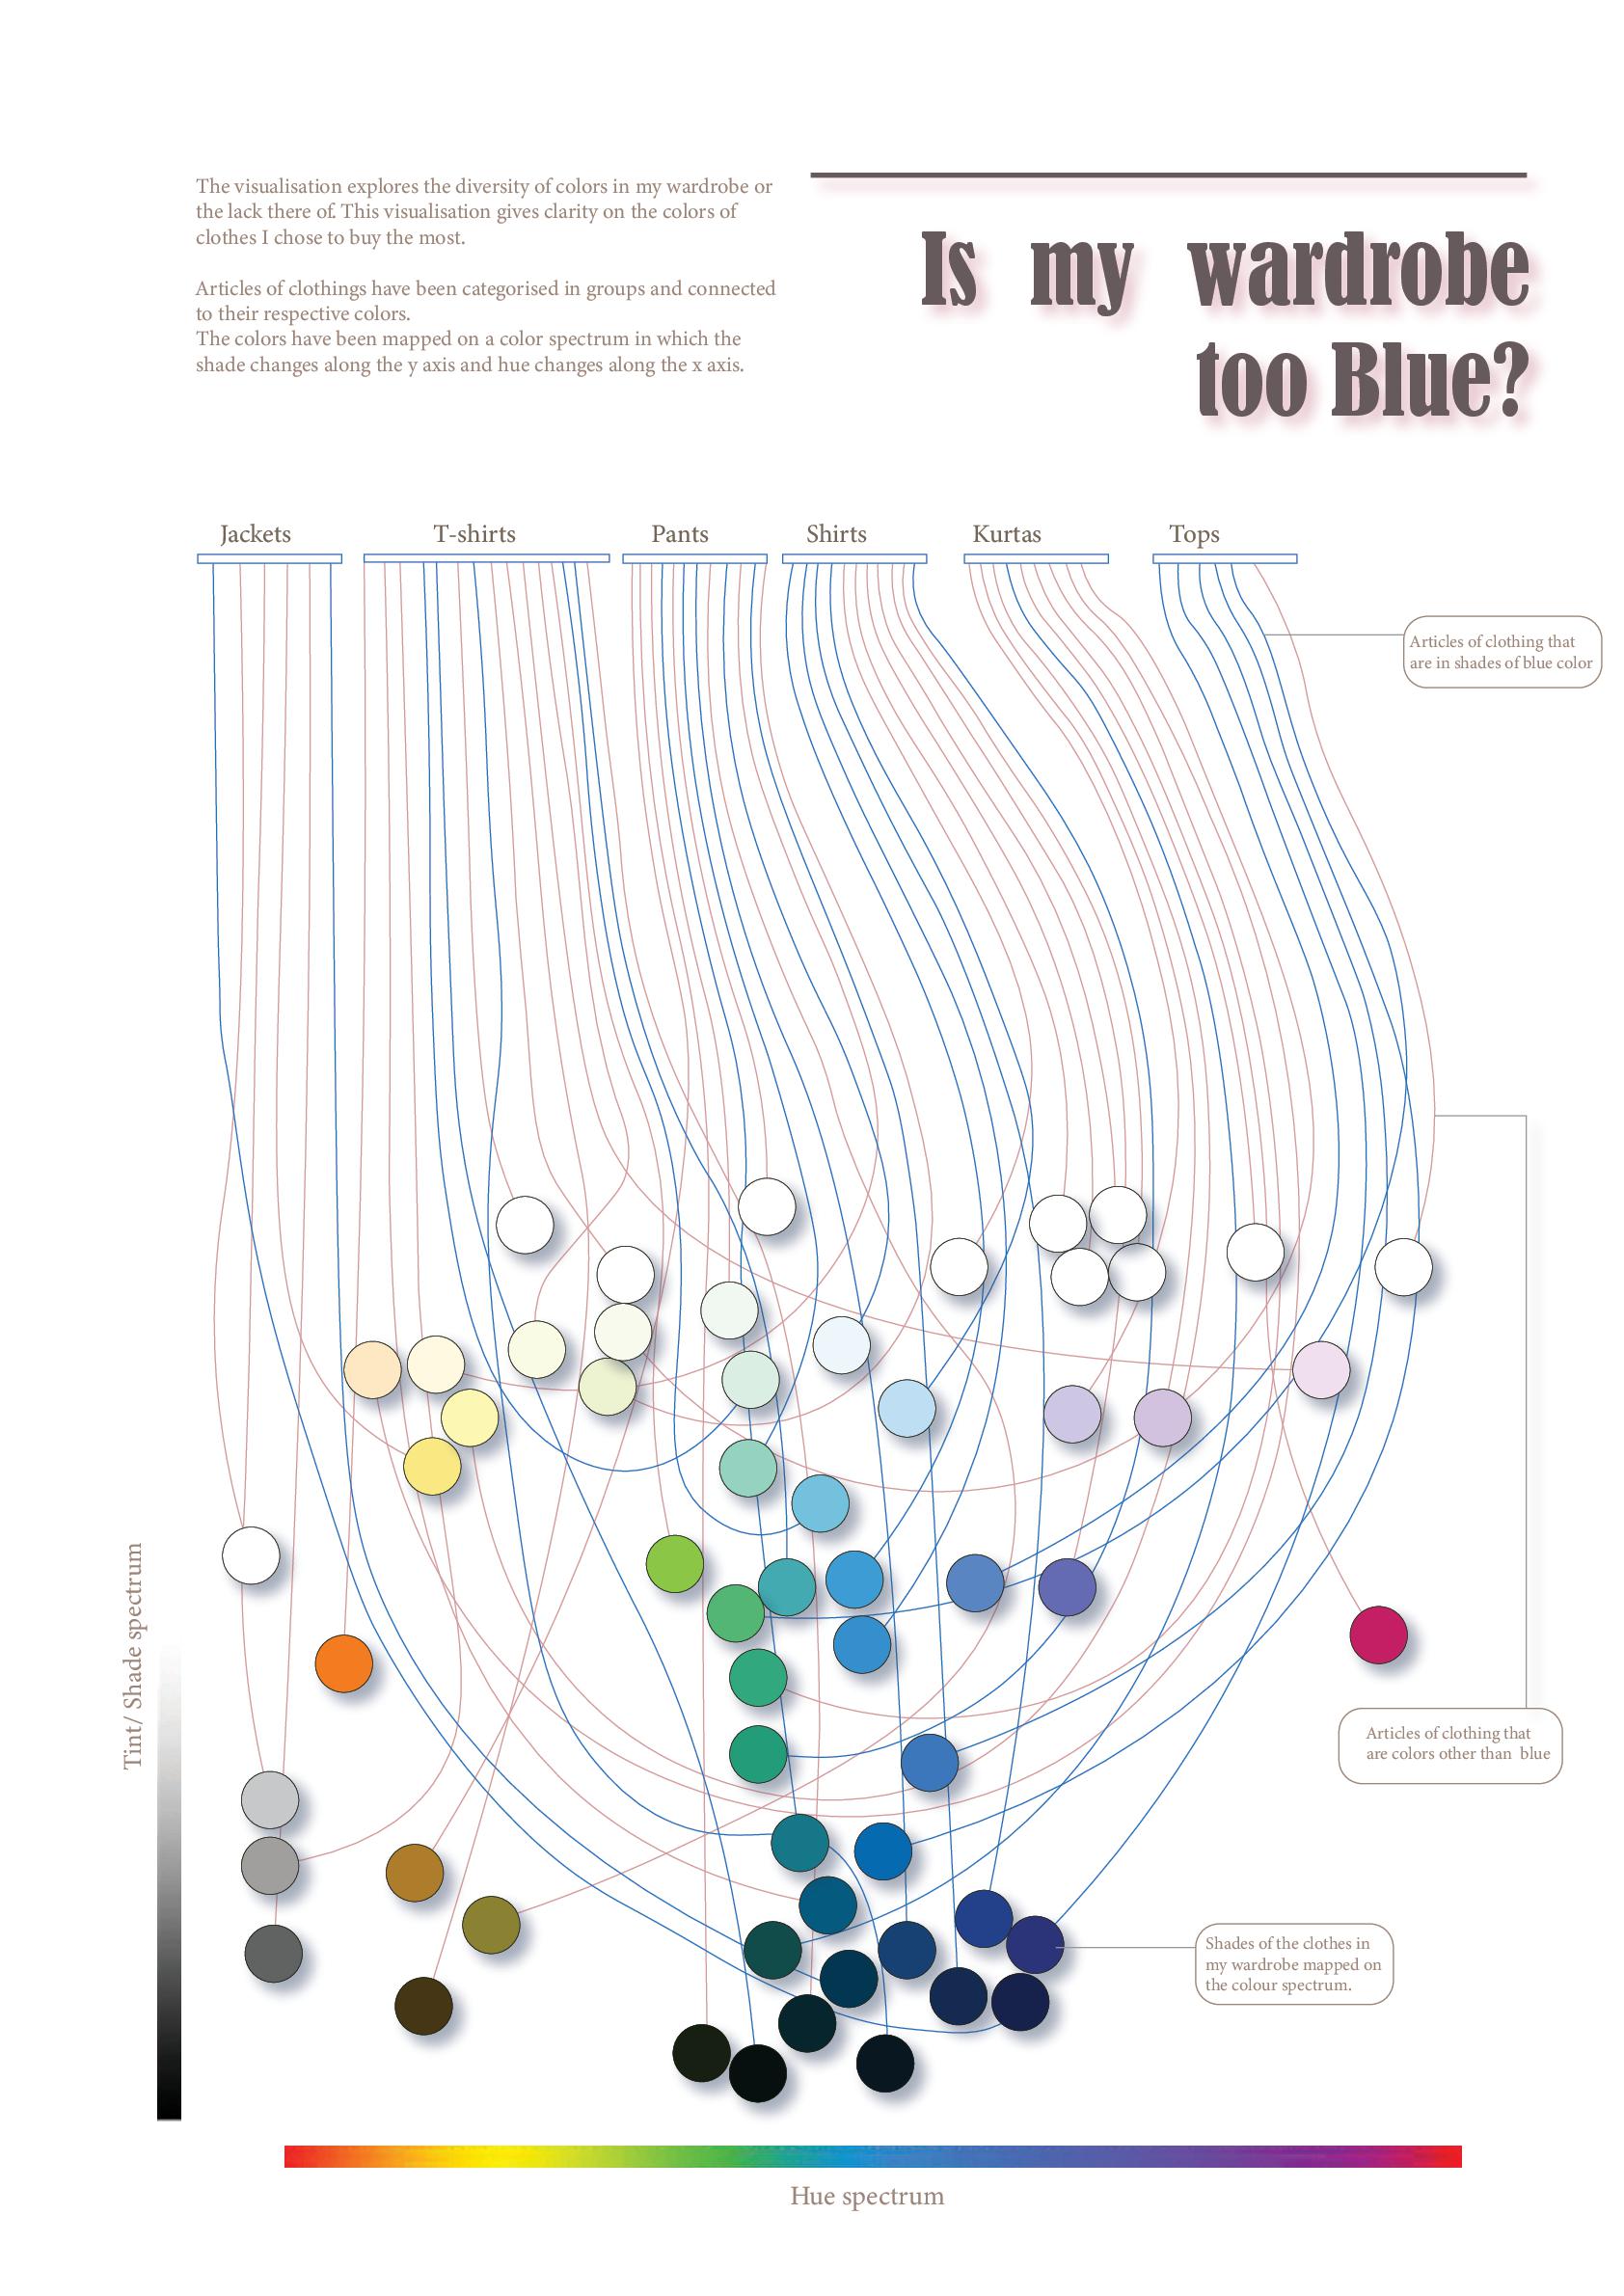 The visualisation explores the diversity of colors in my wardrobe or
the lack there of. This visualisation gives clarity on the colors of
clothes I chose to buy the most.
Articles of clothings have been categorised in groups and connected
to their respective colors.
The colors have been mapped on a color spectrum in which the
shade changes along the y axis and hue changes along the x axis.
Is my wardrobe
too Blue?
Jackets
T-shirts
Pants
Shirts
Kurtas
Tops
Articles of clothing that
are in shades of blue color
Tint/ Shade spectrum
Articles of clothing that
are colors other than blue
Shades of the clothes in
my wardrobe mapped on
the colour spectrum.
Hue spectrum